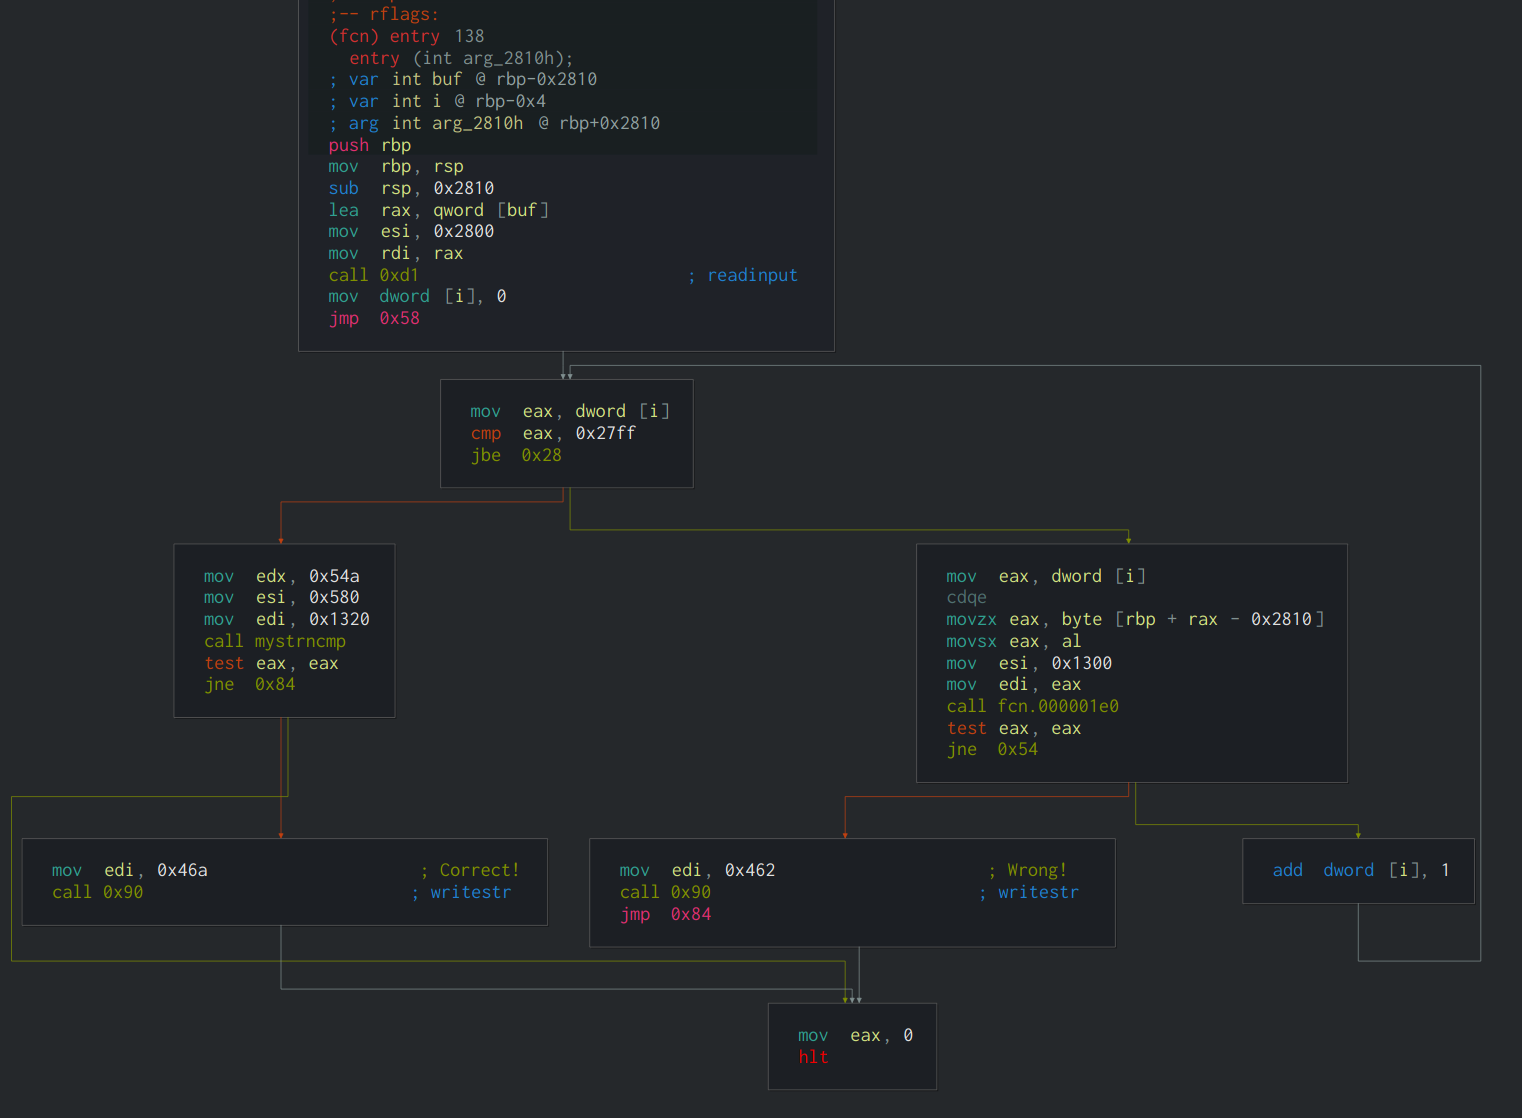 ;-- rflags:
(fcn) entry 138
entry (int arg_2810h);
; var int buf @ rbp-0x2810
; var int i @ rbp-0x4
; arg int arg_2810h @ rbp+0x2810
push rbp
mov rbp, rsp
sub rsp, 0x2810
lea rax, qword [buf]
mov esi, 0x2800
mov rdi, rax
call 0xd1 ; readinput
mov dword [i], 0
jmp 0x58
mov eax, dword [i]
cmp eax, 0x27ff
jbe 0x28
mov edx, 0x54a
mov esi, 0x580
mov edi, 0x1320
call mystrncmp
test eax, eax
jne 0x84
mov eax, dword [i]
cdqe
movzx eax, byte [rbp + rax - 0x2810]
movsx eax, al
mov esi, 0x1300
mov edi, eax
call fcn.000001e0
test eax, eax
jne 0x54
mov edi, 0x46a ; Correct!
call 0x90 ; writestr
mov edi, 0x462 ; Wrong!
call 0x90 ; writestr
jmp 0x84
add dword [i], 1
mov eax, 0
hlt